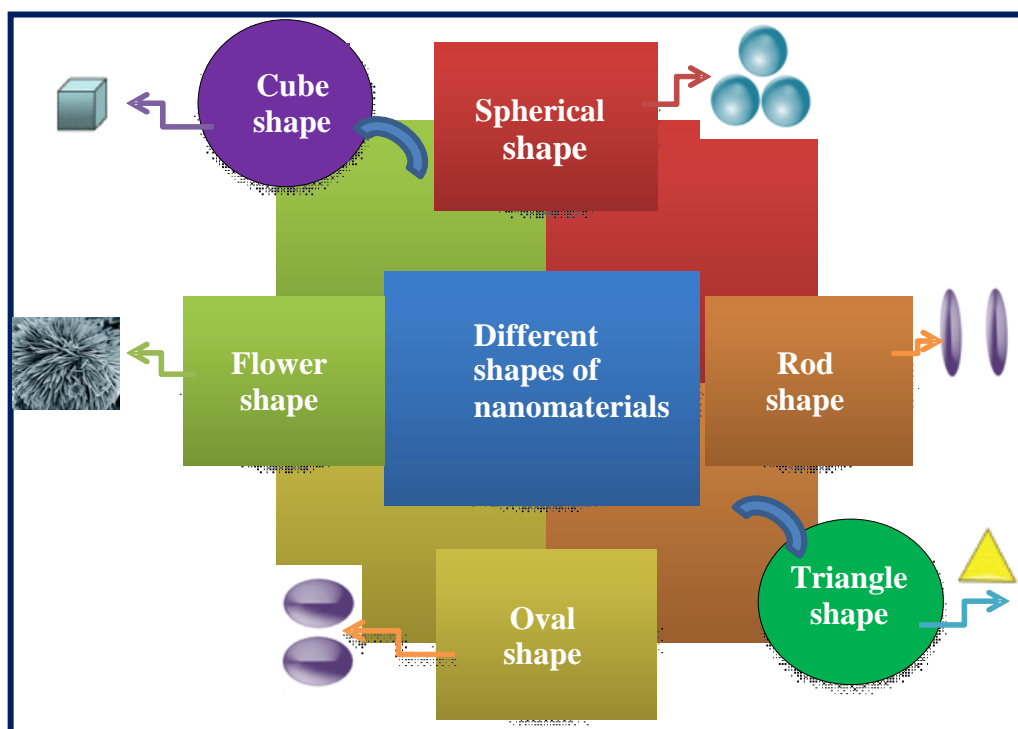 Cube
shape
Spherical
shape
Different
shapes of
nanomaterials
Flower
shape
Rod
shape
Triangle
shape
Oval
shape